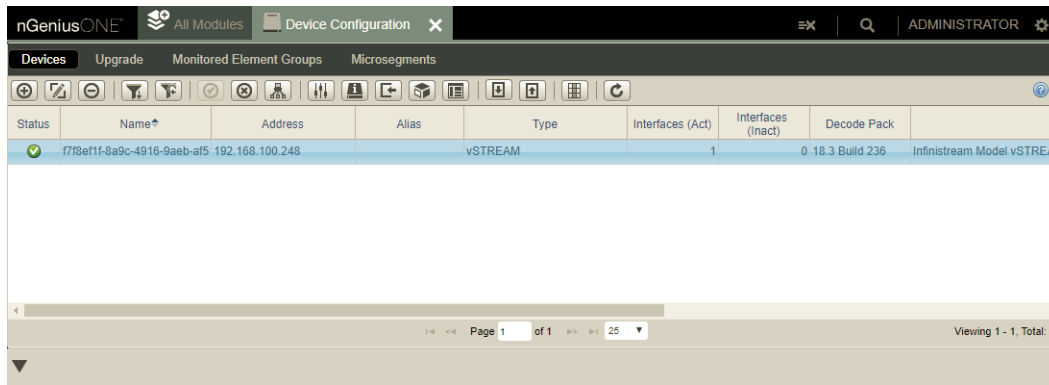 nGeniusONE™ All Modules Device Configuration ADMINISTRATOR
Devices Upgrade Monitored Element Groups Microsegments
Status Name Address Alias Type Interfaces (Act) Interfaces (Inact) Decode Pack
f7f8ef1f-8a9c-4916-9aeb-af5 192.168.100.248 vSTREAM 1 0 18.3 Build 236 Infinistream Model vSTREA
Page 1 of 1 25 Viewing 1 - 1, Total: